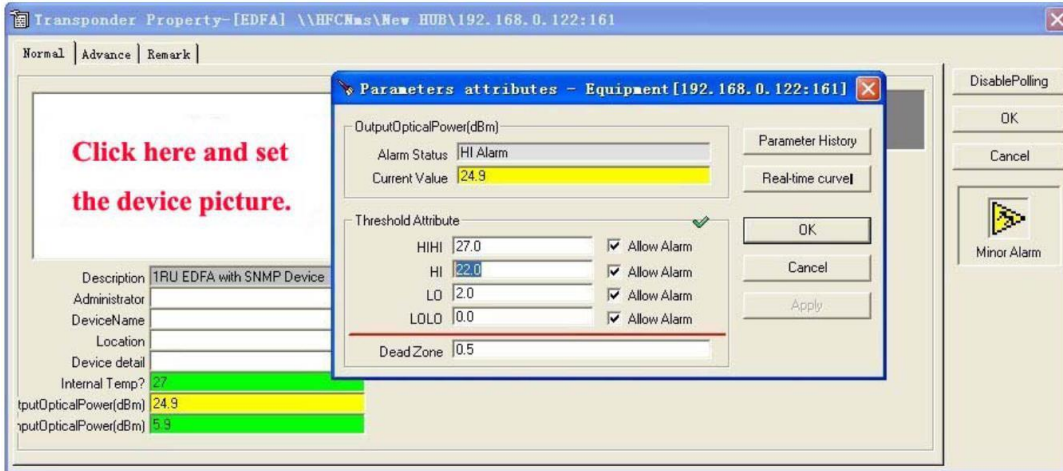 Transponder Property-[EDFA] \\HFCNms\New HUB\192.168.0.122:161
Normal Advance Remark
Click here and set
the device picture.
Description 1RU EDFA with SNMP Device
Administrator
DeviceName
Location
Device detail
Internal Temp? 27
tputOpticalPower(dBm) 24.9
nputOpticalPower(dBm) 5.9
Parameters attributes - Equipment[192.168.0.122:161]
OutputOpticalPower(dBm)
Alarm Status HI Alarm
Current Value 24.9
Threshold Attribute
HIHI 27.0 Allow Alarm
HI 22.0 Allow Alarm
LO 2.0 Allow Alarm
LOLO 0.0 Allow Alarm
Dead Zone 0.5
Parameter History
Real-time curvel
OK
Cancel
Apply
DisablePolling
OK
Cancel
Minor Alarm